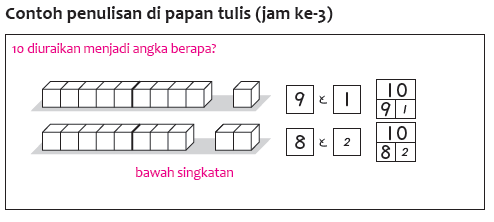 Contoh penulisan di papan tulis (jam ke-3)
10 diuraikan menjadi angka berapa?
9 & 1
10
9 1
8 & 2
10
8 2
bawah singkatan